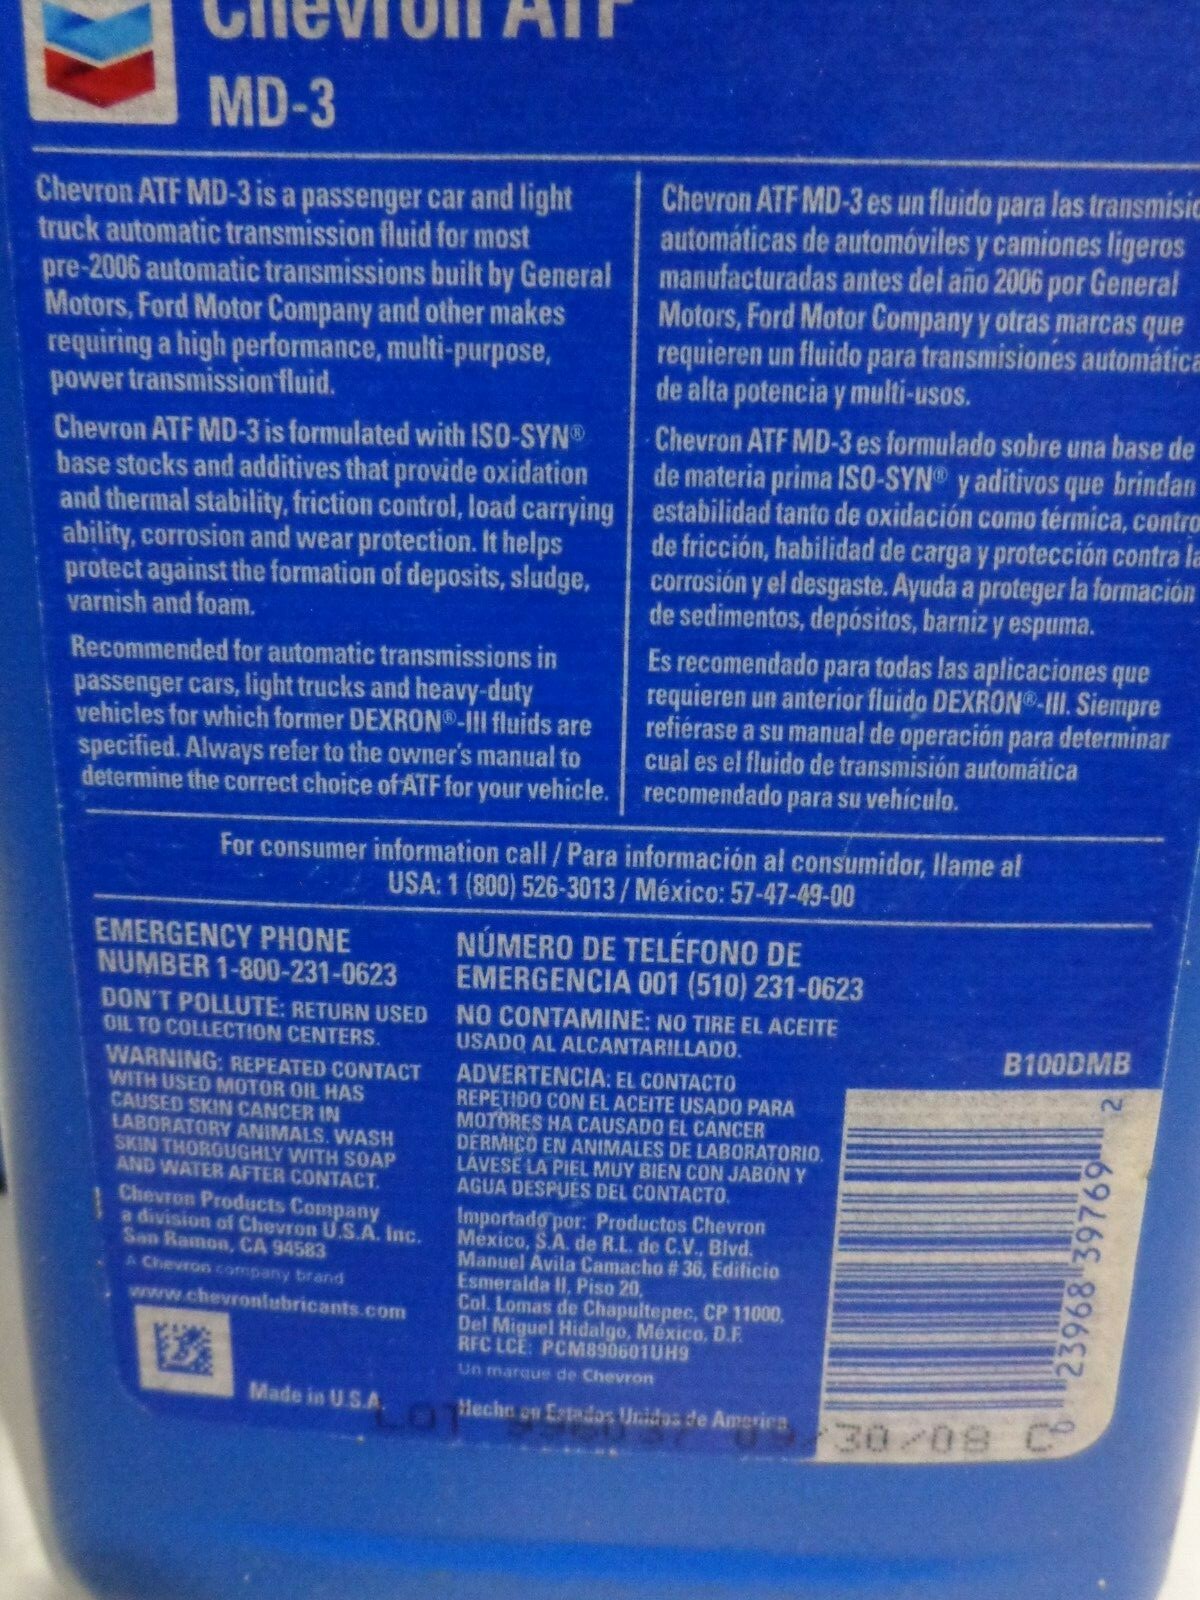 Chevron ATF
MD-3
Chevron ATF MD-3 is a passenger car and light
truck automatic transmission fluid for most
pre-2006 automatic transmissions built by General
Motors, Ford Motor Company and other makes
requiring a high performance, multi-purpose,
power transmission fluid.
Chevron ATF MD-3 is formulated with ISO-SYN®
base stocks and additives that provide oxidation
and thermal stability, friction control, load carrying
ability, corrosion and wear protection. It helps
protect against the formation of deposits, sludge,
varnish and foam.
Recommended for automatic transmissions in
passenger cars, light trucks and heavy-duty
vehicles for which former DEXRON®-III fluids are
specified. Always refer to the owner's manual to
determine the correct choice of ATF for your vehicle.
Chevron ATF MD-3 es un fluido para las transmisio
automáticas de automóviles y camiones ligeros
manufacturadas antes del año 2006 por General
Motors, Ford Motor Company y otras marcas que
requieren un fluido para transmisiones automática
de alta potencia y multi-usos.
Chevron ATF MD-3 es formulado sobre una base de
de materia prima ISO-SYN® y aditivos que brindan
estabilidad tanto de oxidación como térmica, contro
de fricción, habilidad de carga y protección contra la
corrosión y el desgaste. Ayuda a proteger la formación
de sedimentos, depósitos, barniz y espuma.
Es recomendado para todas las aplicaciones que
requieren un anterior fluido DEXRON®-III. Siempre
refiérase a su manual de operación para determinar
cual es el fluido de transmisión automática
recomendado para su vehículo.
For consumer information call / Para información al consumidor, llame al
USA: 1 (800) 526-3013 / México: 57-47-49-00
EMERGENCY PHONE
NUMBER 1-800-231-0623
DON'T POLLUTE: RETURN USED
OIL TO COLLECTION CENTERS.
WARNING: REPEATED CONTACT
WITH USED MOTOR OIL HAS
CAUSED SKIN CANCER IN
LABORATORY ANIMALS. WASH
SKIN THOROUGHLY WITH SOAP
AND WATER AFTER CONTACT.
Chevron Products Company
a division of Chevron U.S.A. Inc.
San Ramon, CA 94583
A Chevron company brand
www.chevronlubricants.com
Made in U.S.A.
NÚMERO DE TELÉFONO DE
EMERGENCIA 001 (510) 231-0623
NO CONTAMINE: NO TIRE EL ACEITE
USADO AL ALCANTARILLADO.
ADVERTENCIA: EL CONTACTO
REPETIDO CON EL ACEITE USADO PARA
MOTORES HA CAUSADO EL CÁNCER
DÉRMICO EN ANIMALES DE LABORATORIO.
LÁVESE LA PIEL MUY BIEN CON JABÓN Y
AGUA DESPUÉS DEL CONTACTO.
Importado por: Productos Chevron
México, S.A. de R.L. de C.V., Blvd.
Manuel Ávila Camacho # 36, Edificio
Esmeralda II, Piso 20,
Col. Lomas de Chapultepec, CP 11000,
Del Miguel Hidalgo, México, D.F.
RFC LCE: PCM890601UH9
Un marque de Chevron
Hecho en Estados Unidos de America
B100DMB
0 23968 39769 2
LOT 996037 09/30/08 C